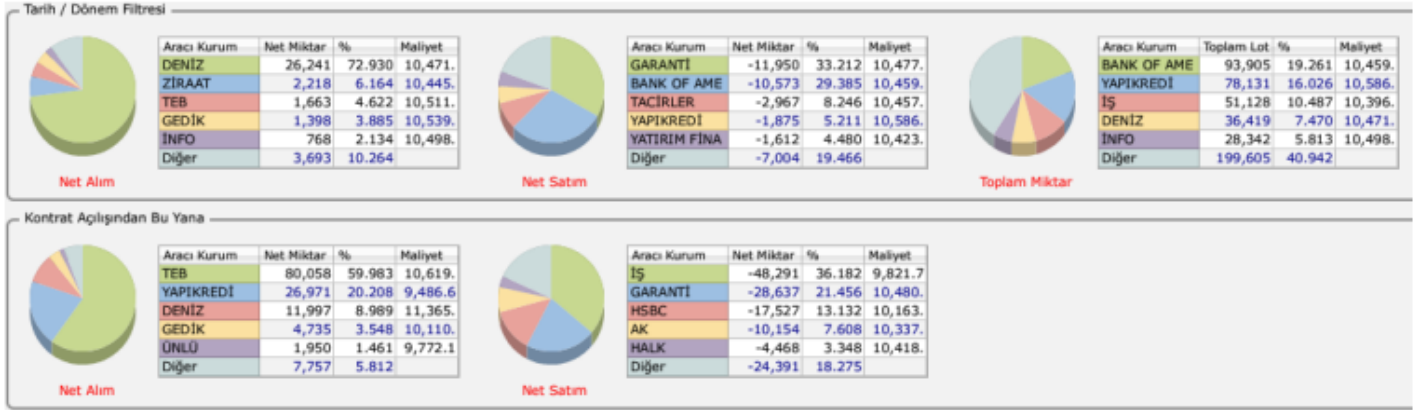 Tarih / Dönem Filtresi
Aracı Kurum Net Miktar % Maliyet
DENİZ 26,241 72.930 10,471.
ZİRAAT 2,218 6.164 10,445.
TEB 1,663 4.622 10,511.
GEDİK 1,398 3.885 10,539.
İNFO 768 2.134 10,498.
Diğer 3,693 10.264
Net Alım
Aracı Kurum Net Miktar % Maliyet
GARANTİ -11,950 33.212 10,477.
BANK OF AME -10,573 29.385 10,459.
TACİRLER -2,967 8.246 10,457.
YAPIKREDİ -1,875 5.211 10,586.
YATIRIM FİNA -1,612 4.480 10,423.
Diğer -7,004 19.466
Net Satım
Aracı Kurum Toplam Lot % Maliyet
BANK OF AME 93,905 19.261 10,459.
YAPIKREDİ 78,131 16.026 10,586.
İŞ 51,128 10.487 10,396.
DENİZ 36,419 7.470 10,471.
İNFO 28,342 5.813 10,498.
Diğer 199,605 40.942
Toplam Miktar
Kontrat Açılışından Bu Yana
Aracı Kurum Net Miktar % Maliyet
TEB 80,058 59.983 10,619.
YAPIKREDİ 26,971 20.208 9,486.6
DENİZ 11,997 8.989 11,365.
GEDİK 4,735 3.548 10,110.
ÜNLÜ 1,950 1.461 9,772.1
Diğer 7,757 5.812
Net Alım
Aracı Kurum Net Miktar % Maliyet
İŞ -48,291 36.182 9,821.7
GARANTİ -28,637 21.456 10,480.
HSBC -17,527 13.132 10,163.
AK -10,154 7.608 10,337.
HALK -4,468 3.348 10,418.
Diğer -24,391 18.275
Net Satım